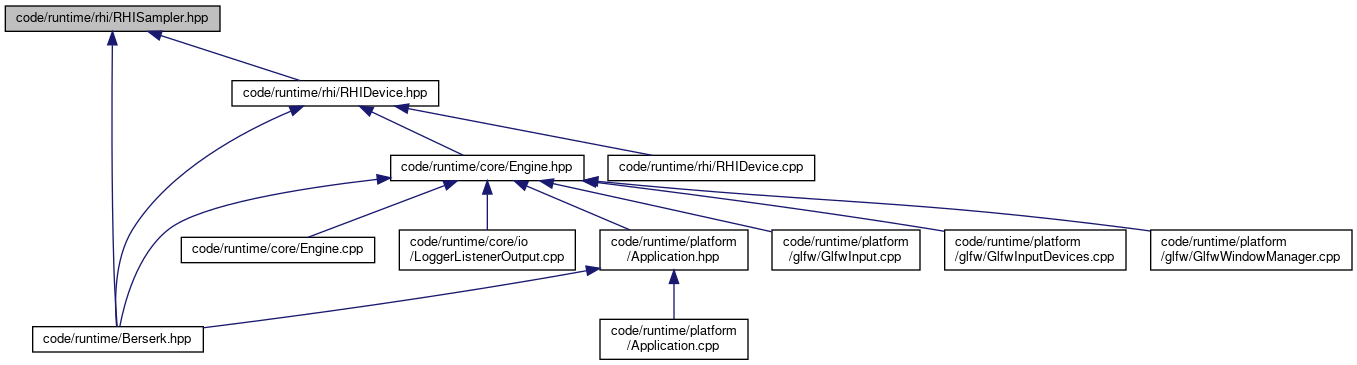 code/runtime/rhi/RHISampler.hpp
code/runtime/rhi/RHIDevice.hpp
code/runtime/core/Engine.hpp
code/runtime/rhi/RHIDevice.cpp
code/runtime/core/Engine.cpp
code/runtime/core/io
/LoggerListenerOutput.cpp
code/runtime/platform
/Application.hpp
code/runtime/platform
/glfw/GlfwInput.cpp
code/runtime/platform
/glfw/GlfwInputDevices.cpp
code/runtime/platform
/glfw/GlfwWindowManager.cpp
code/runtime/Berserk.hpp
code/runtime/platform
/Application.cpp